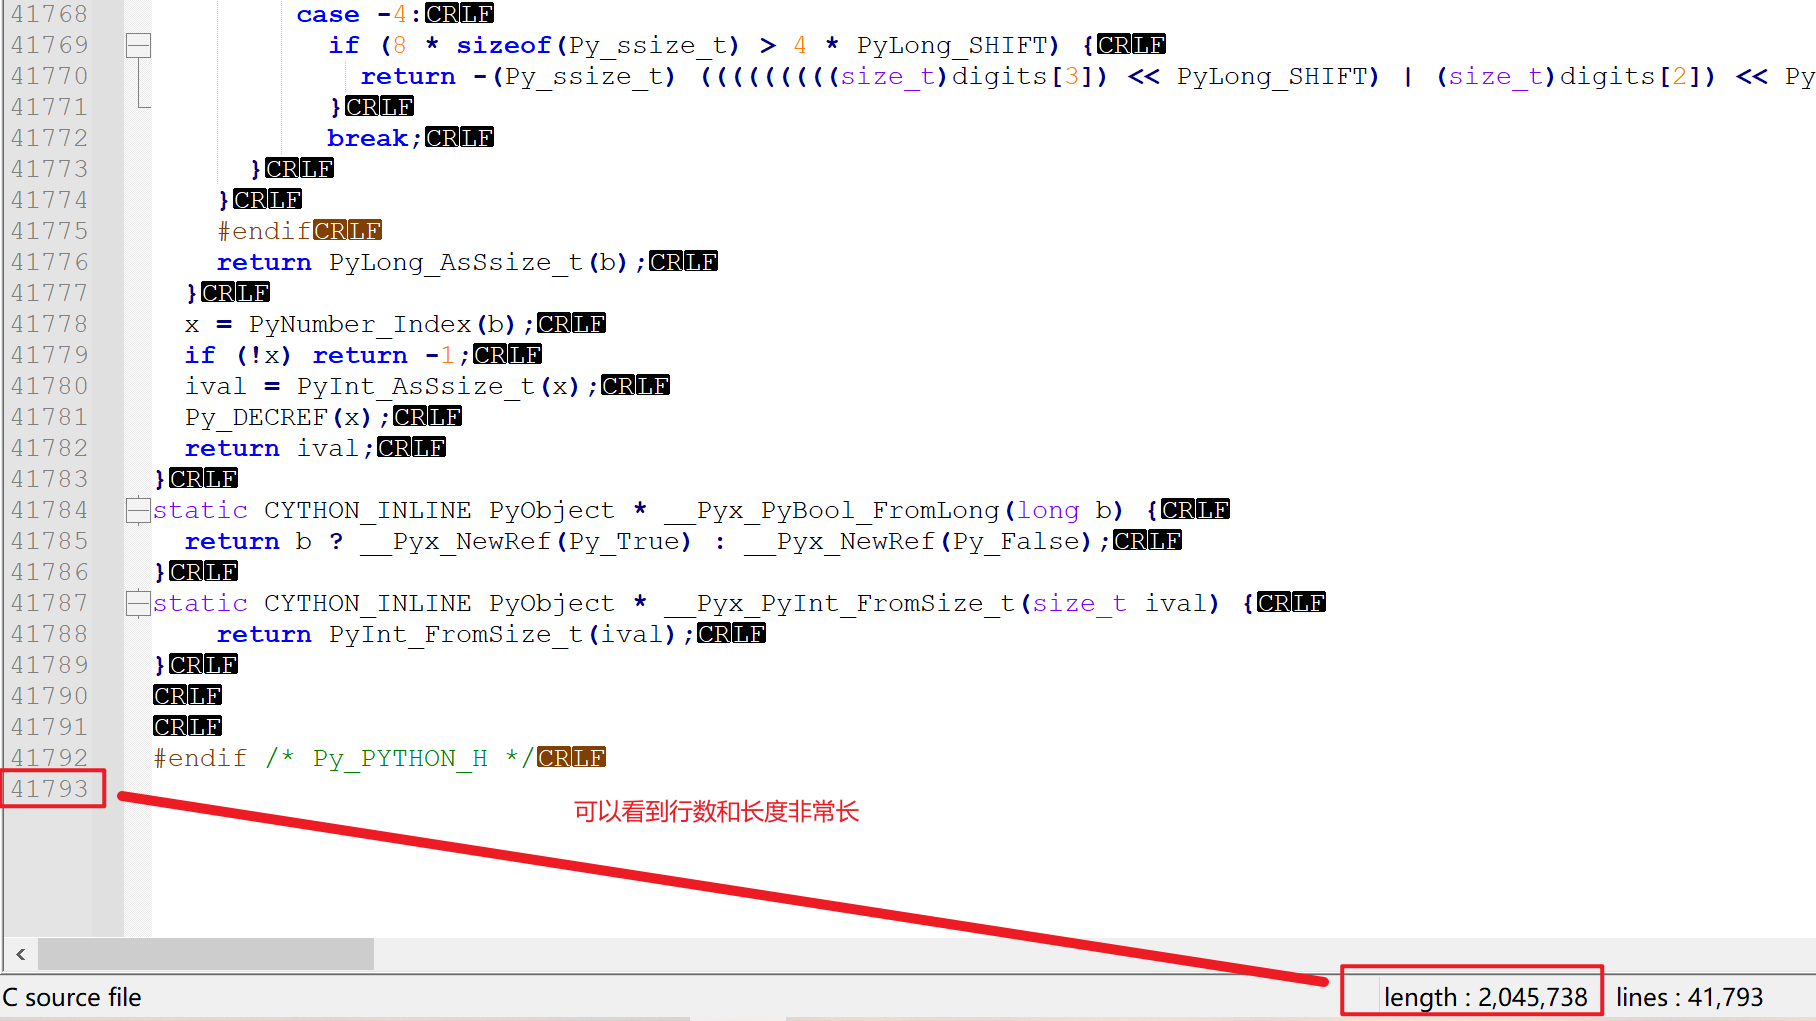 41768 case -4:CRLF
41769 if (8 * sizeof(Py_ssize_t) > 4 * PyLong_SHIFT) {CRLF
41770 return -(Py_ssize_t) (((((((((size_t)digits[3]) << PyLong_SHIFT) | (size_t)digits[2]) << Py
41771 }CRLF
41772 break;CRLF
41773 }CRLF
41774 }CRLF
41775 #endifCRLF
41776 return PyLong_AsSsize_t(b);CRLF
41777 }CRLF
41778 x = PyNumber_Index(b);CRLF
41779 if (!x) return -1;CRLF
41780 ival = PyInt_AsSsize_t(x);CRLF
41781 Py_DECREF(x);CRLF
41782 return ival;CRLF
41783 }CRLF
41784 static CYTHON_INLINE PyObject * __Pyx_PyBool_FromLong(long b) {CRLF
41785 return b ? __Pyx_NewRef(Py_True) : __Pyx_NewRef(Py_False);CRLF
41786 }CRLF
41787 static CYTHON_INLINE PyObject * __Pyx_PyInt_FromSize_t(size_t ival) {CRLF
41788 return PyInt_FromSize_t(ival);CRLF
41789 }CRLF
41790 CRLF
41791 CRLF
41792 #endif /* Py_PYTHON_H */CRLF
41793
可以看到行数和长度非常长
C source file length : 2,045,738 lines : 41,793